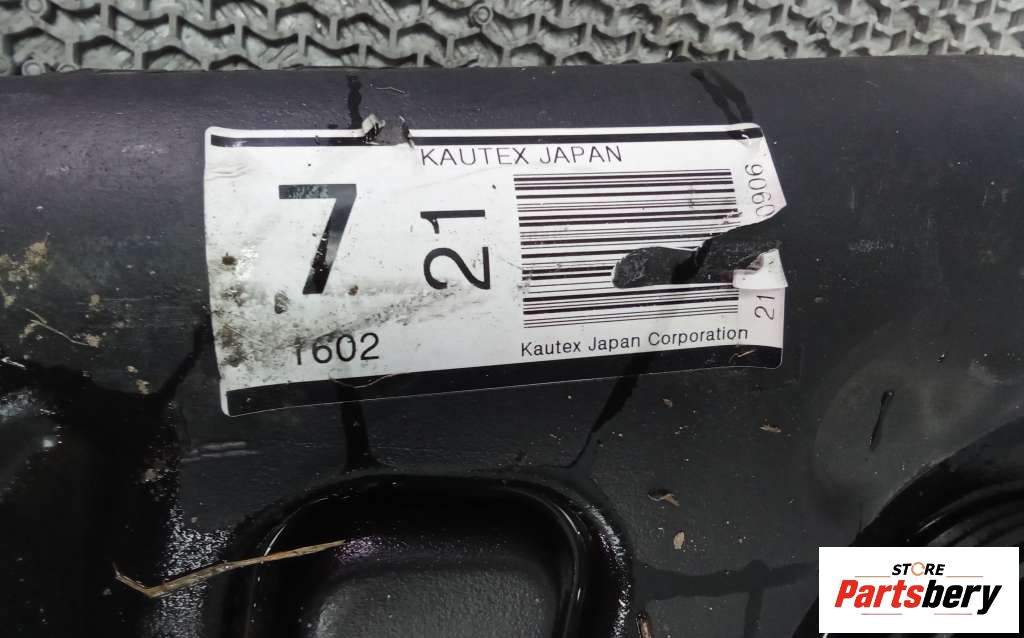 KAUTEX JAPAN
7
21
1602
Kautex Japan Corporation
0906
21
STORE
Partsbery